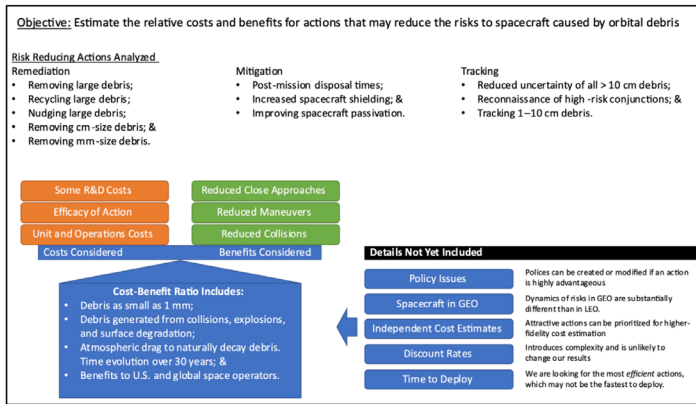 Objective: Estimate the relative costs and benefits for actions that may reduce the risks to spacecraft caused by orbital debris
Risk Reducing Actions Analyzed
Remediation
• Removing large debris;
• Recycling large debris;
• Nudging large debris;
• Removing cm-size debris; &
• Removing mm-size debris.
Mitigation
• Post-mission disposal times;
• Increased spacecraft shielding; &
• Improving spacecraft passivation.
Tracking
• Reduced uncertainty of all > 10 cm debris;
• Reconnaissance of high-risk conjunctions; &
• Tracking 1–10 cm debris.
Some R&D Costs
Efficacy of Action
Unit and Operations Costs
Costs Considered
Reduced Close Approaches
Reduced Maneuvers
Reduced Collisions
Benefits Considered
Cost-Benefit Ratio Includes:
• Debris as small as 1 mm;
• Debris generated from collisions, explosions,
and surface degradation;
• Atmospheric drag to naturally decay debris.
Time evolution over 30 years; &
• Benefits to U.S. and global space operators.
Details Not Yet Included
Policy Issues
Polices can be created or modified if an action
is highly advantageous
Spacecraft in GEO
Dynamics of risks in GEO are substantially
different than in LEO.
Independent Cost Estimates
Attractive actions can be prioritized for higher-
fidelity cost estimation
Discount Rates
Introduces complexity and is unlikely to
change our results
Time to Deploy
We are looking for the most efficient actions,
which may not be the fastest to deploy.